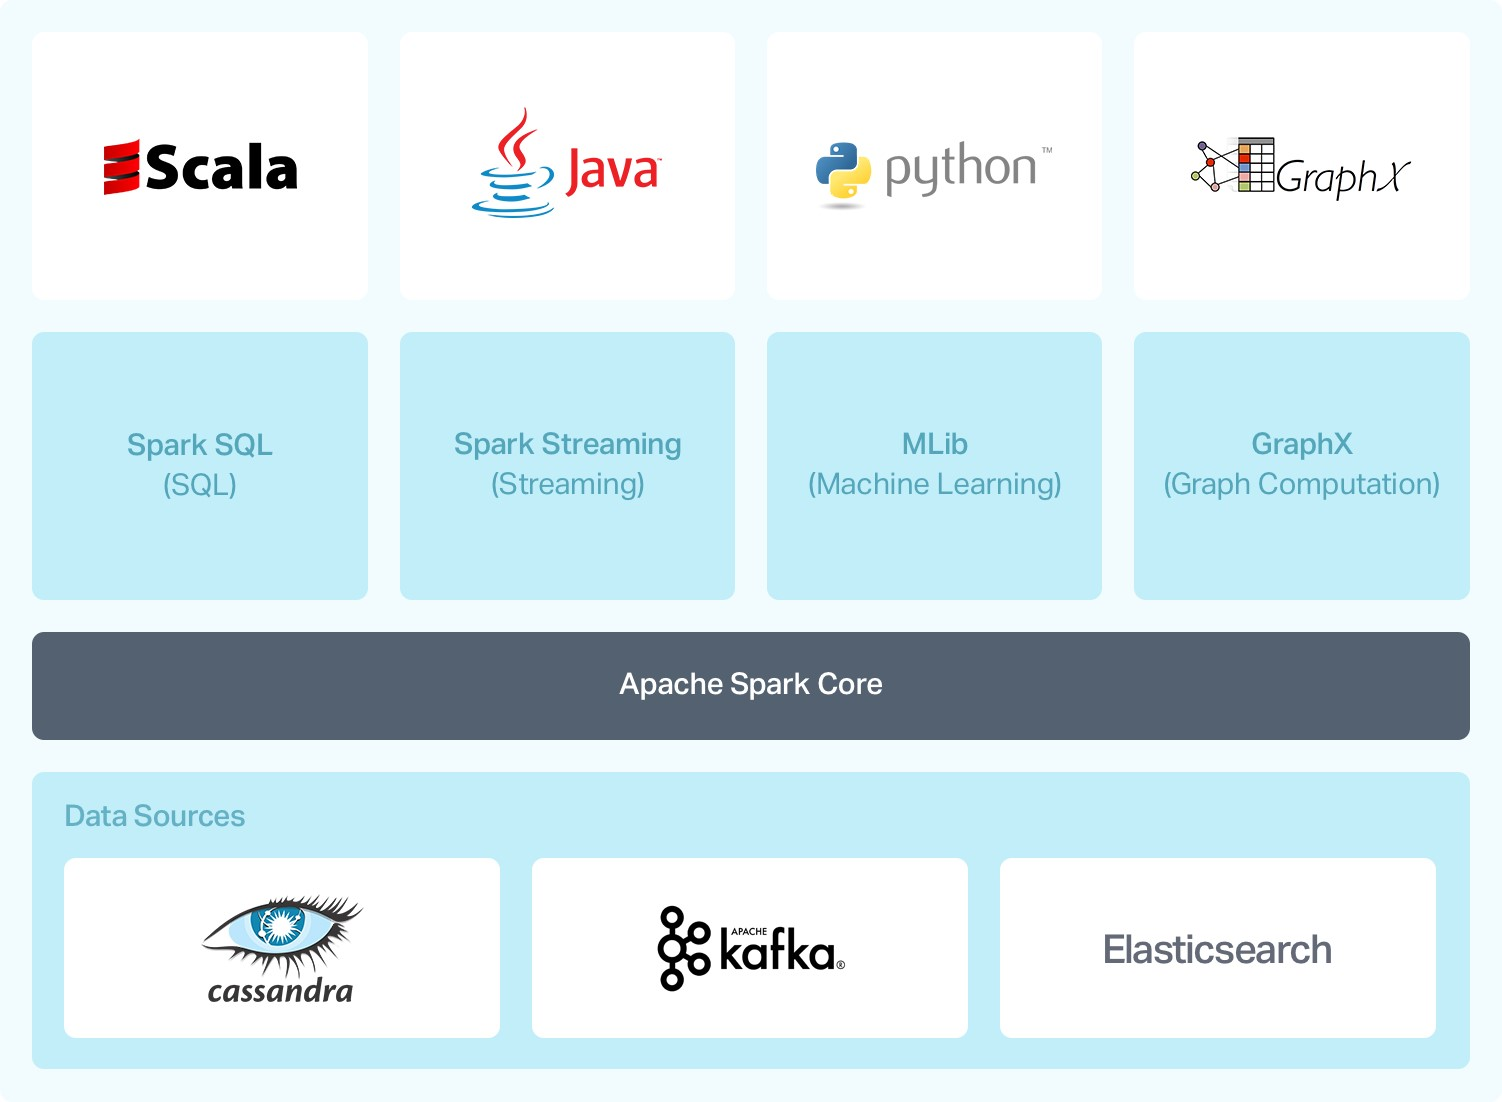 Scala
Java™
python™
GraphX
Spark SQL
(SQL)
Spark Streaming
(Streaming)
MLib
(Machine Learning)
GraphX
(Graph Computation)
Apache Spark Core
Data Sources
cassandra
APACHE
kafka®
Elasticsearch